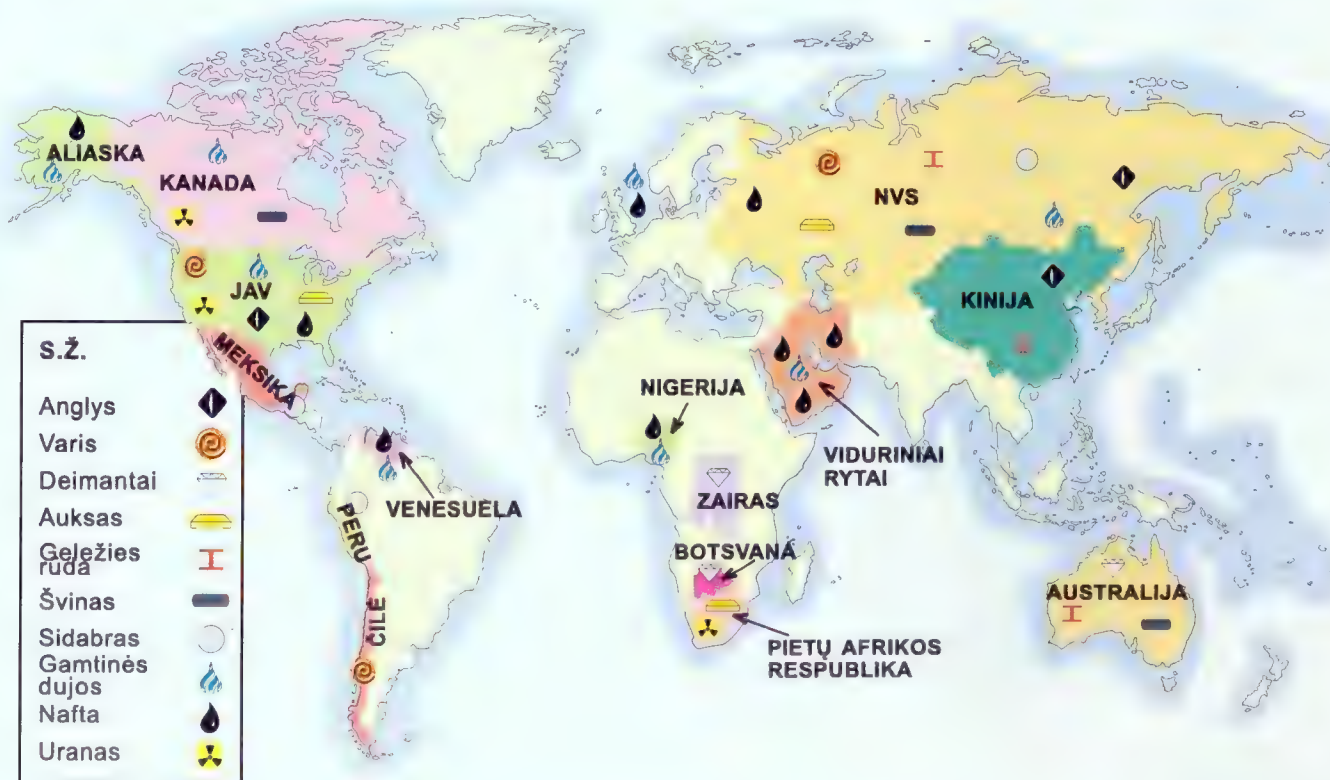 ALIASKA
KANADA
NVS
JAV
KINIJA
MEKSIKA
NIGERIJA
VIDURINIAI
RYTAI
VENESUELA
ZAIRAS
PERU
BOTSVANA
AUSTRALIJA
ČILĖ
PIETŲ AFRIKOS
RESPUBLIKA
S.Ž.
Anglys
Varis
Deimantai
Auksas
Geležies
rūda
Švinas
Sidabras
Gamtinės
dujos
Nafta
Uranas